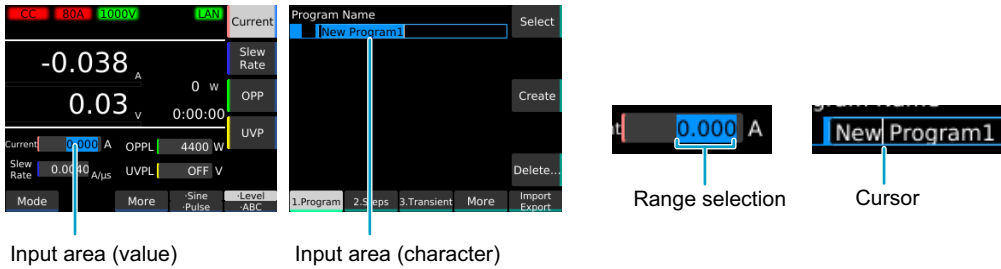 CC 80A 1000V LAN
Current
-0.038 A
0.03 V
0 W
0:00:00
Slew
Rate
OPP
UVP
Current 0.000 A OPPL 4400 W
Slew
Rate 0.0040 A/μs UVPL OFF V
Mode More ·Sine
·Pulse ·Level
·ABC
Program Name
New Program1
Select
Create
Delete...
1.Program 2.Steps 3.Transient More Import
Export
Input area (value)
Input area (character)
0.000 A
Range selection
New Program1
Cursor